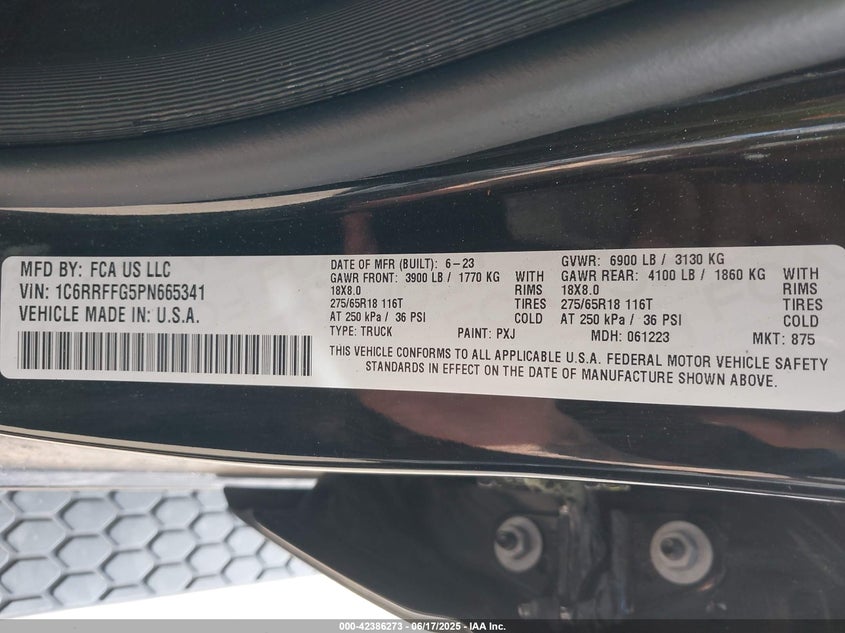 MFD BY: FCA US LLC
VIN: 1C6RRFFG5PN665341
VEHICLE MADE IN: U.S.A.
DATE OF MFR (BUILT): 6-23
GAWR FRONT: 3900 LB / 1770 KG WITH
18X8.0 RIMS
275/65R18 116T TIRES
AT 250 kPa / 36 PSI COLD
TYPE: TRUCK PAINT: PXJ
GVWR: 6900 LB / 3130 KG
GAWR REAR: 4100 LB / 1860 KG WITH
18X8.0 RIMS
275/65R18 116T TIRES
AT 250 kPa / 36 PSI COLD
MDH: 061223 MKT: 875
THIS VEHICLE CONFORMS TO ALL APPLICABLE U.S.A. FEDERAL MOTOR VEHICLE SAFETY
STANDARDS IN EFFECT ON THE DATE OF MANUFACTURE SHOWN ABOVE.
000-42386273 - 06/17/2025 - IAA Inc.